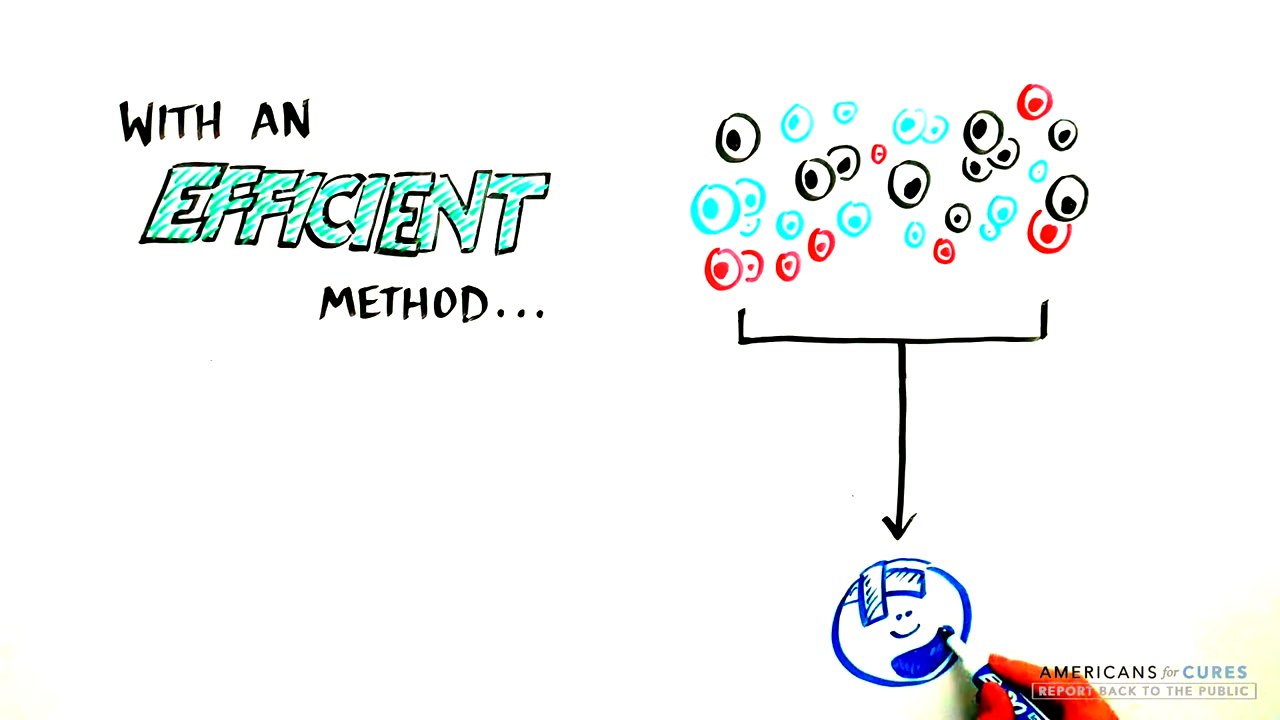 WITH AN
EFFICIENT
METHOD...
AMERICANS for CURES
REPORT BACK TO THE PUBLIC